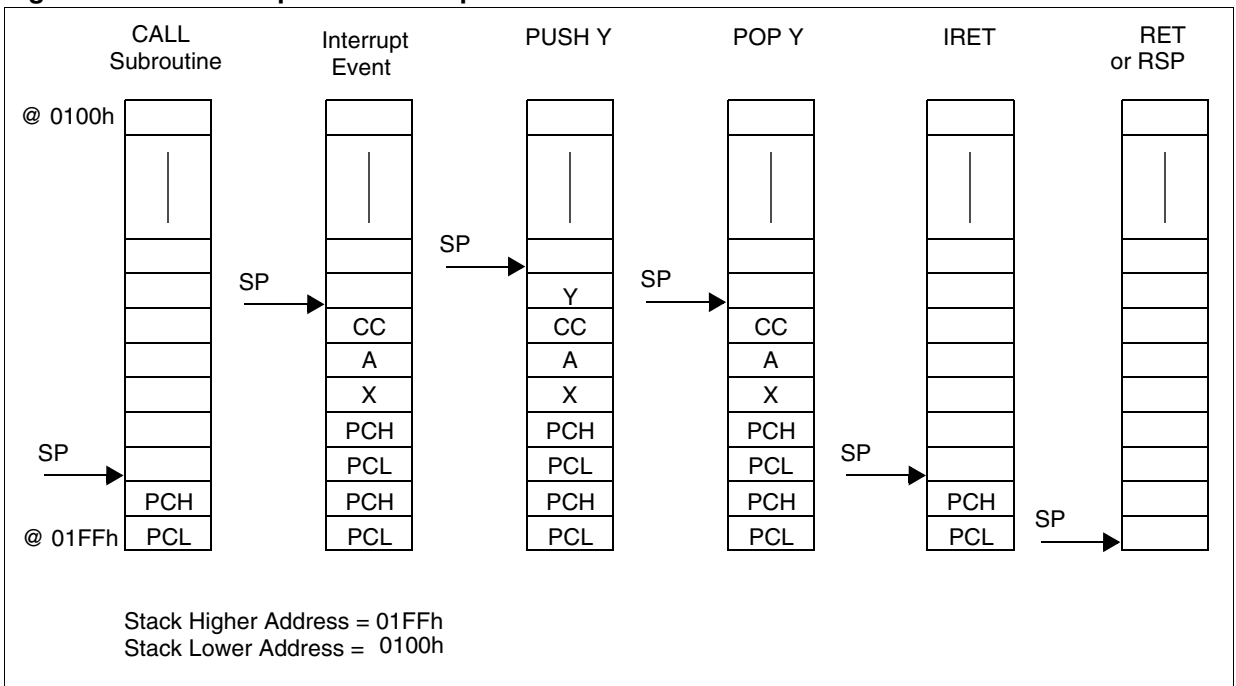 CALL
Subroutine
Interrupt
Event
PUSH Y
POP Y
IRET
RET
or RSP
@ 0100h
SP
SP
SP
Y
CC
CC
CC
A
A
A
X
X
X
PCH
PCH
PCH
SP
SP
PCL
PCL
PCL
PCH
PCH
PCH
PCH
PCH
SP
@ 01FFh
PCL
PCL
PCL
PCL
PCL
Stack Higher Address = 01FFh
Stack Lower Address = 0100h